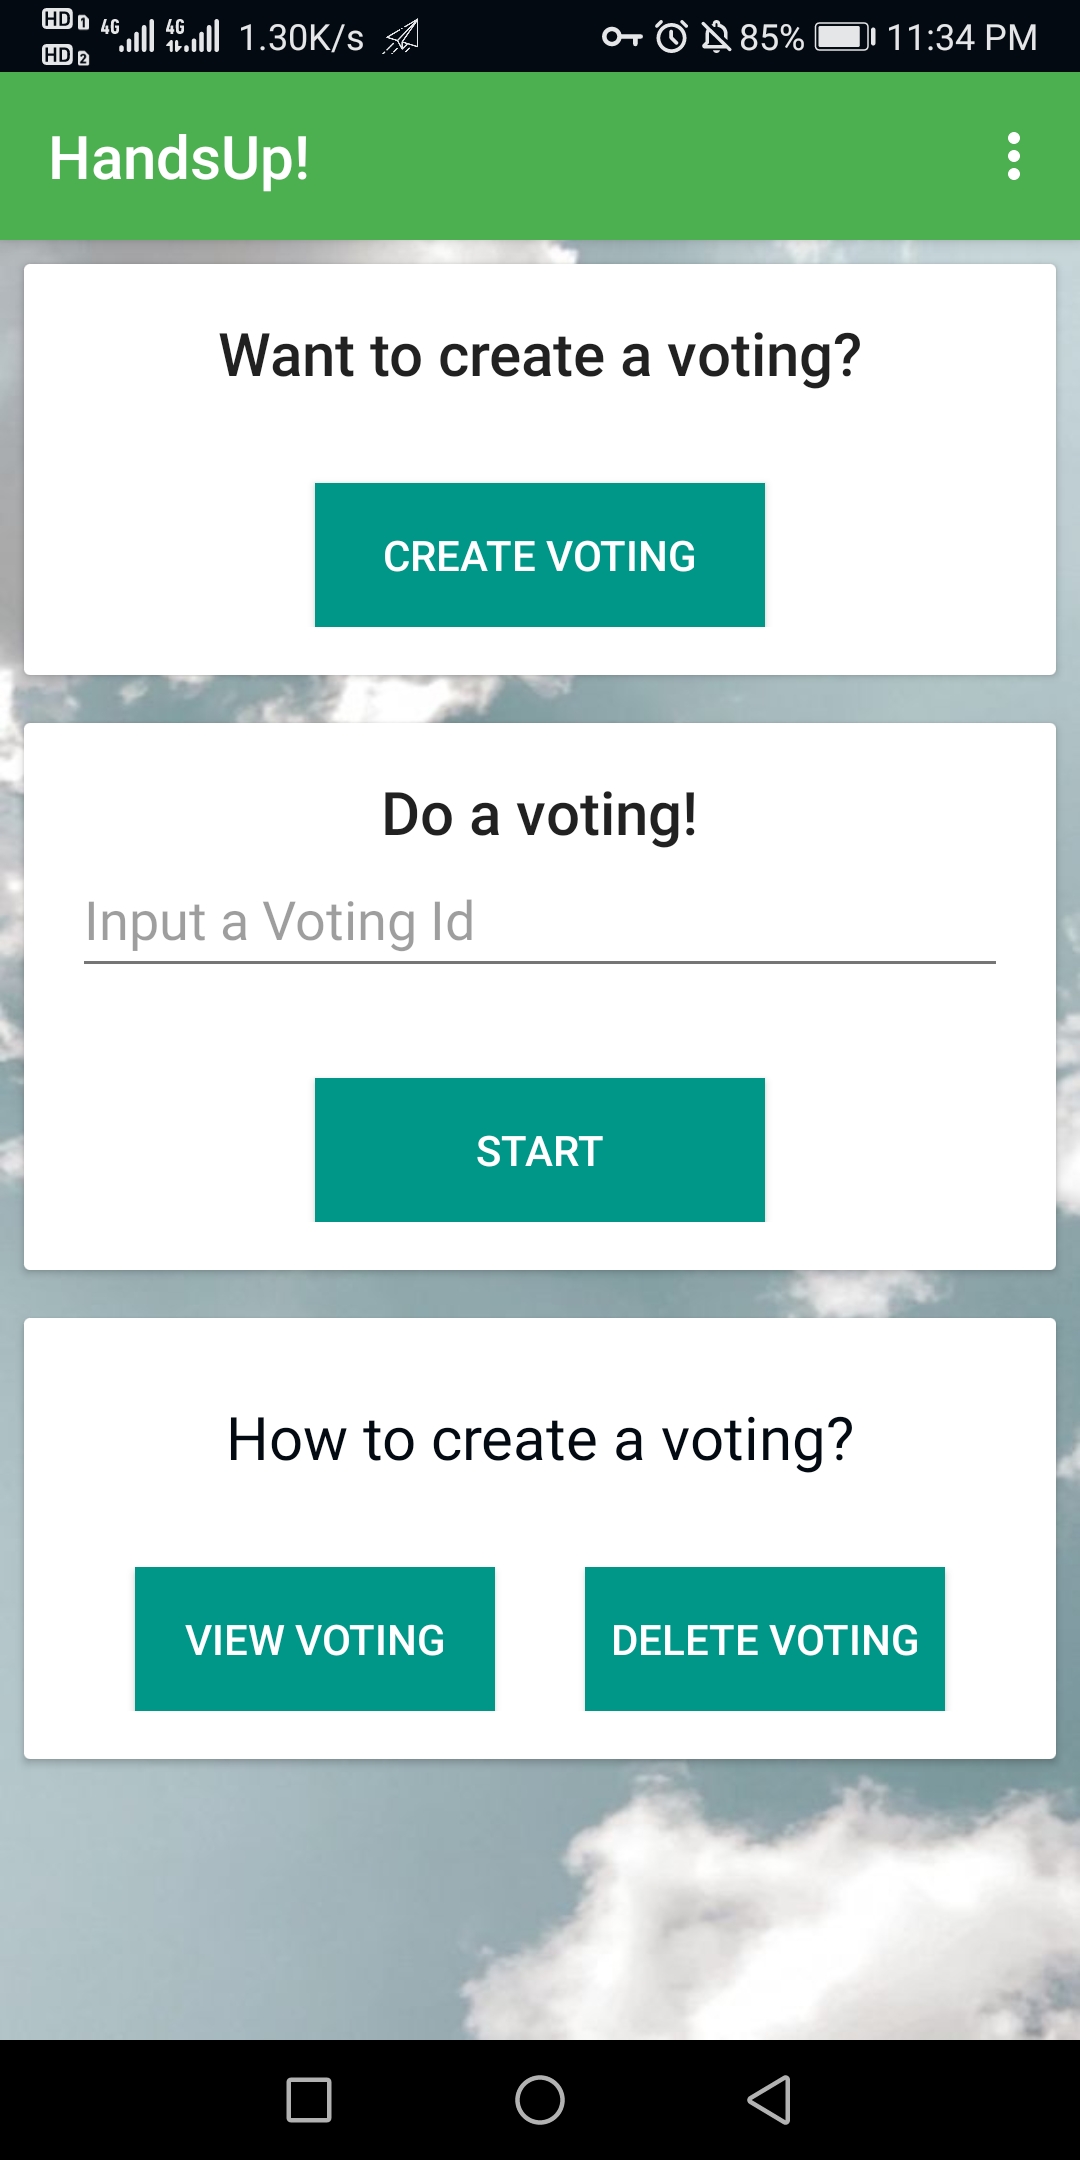 HD 1 4G 4G 1.30K/s 85% 11:34 PM
HD 2
HandsUp!
Want to create a voting?
CREATE VOTING
Do a voting!
Input a Voting Id
START
How to create a voting?
VIEW VOTING DELETE VOTING